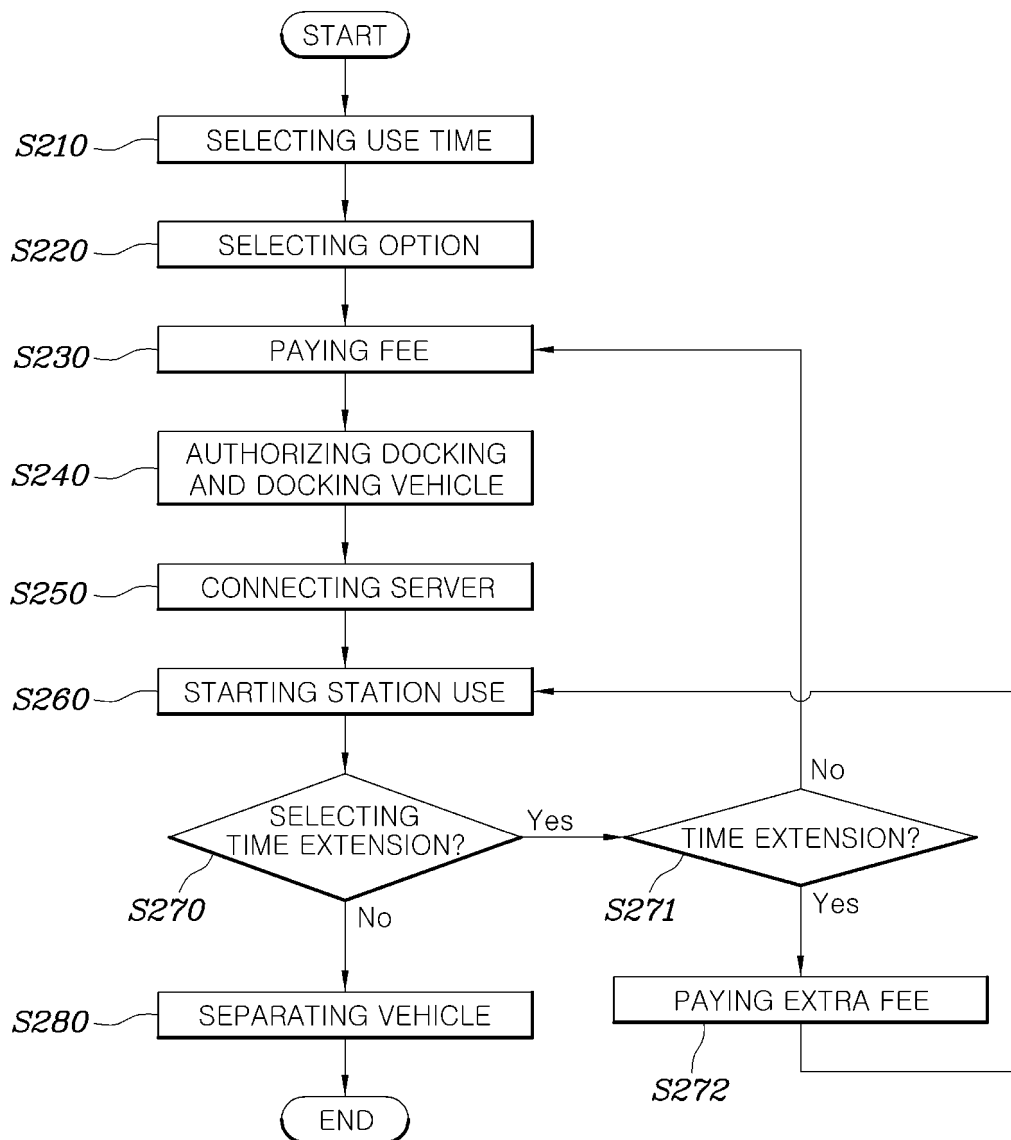 START
S210
SELECTING USE TIME
S220
SELECTING OPTION
S230
PAYING FEE
S240
AUTHORIZING DOCKING
AND DOCKING VEHICLE
S250
CONNECTING SERVER
S260
STARTING STATION USE
SELECTING
TIME EXTENSION?
S270
Yes
No
TIME EXTENSION?
S271
No
Yes
S280
SEPARATING VEHICLE
PAYING EXTRA FEE
S272
END